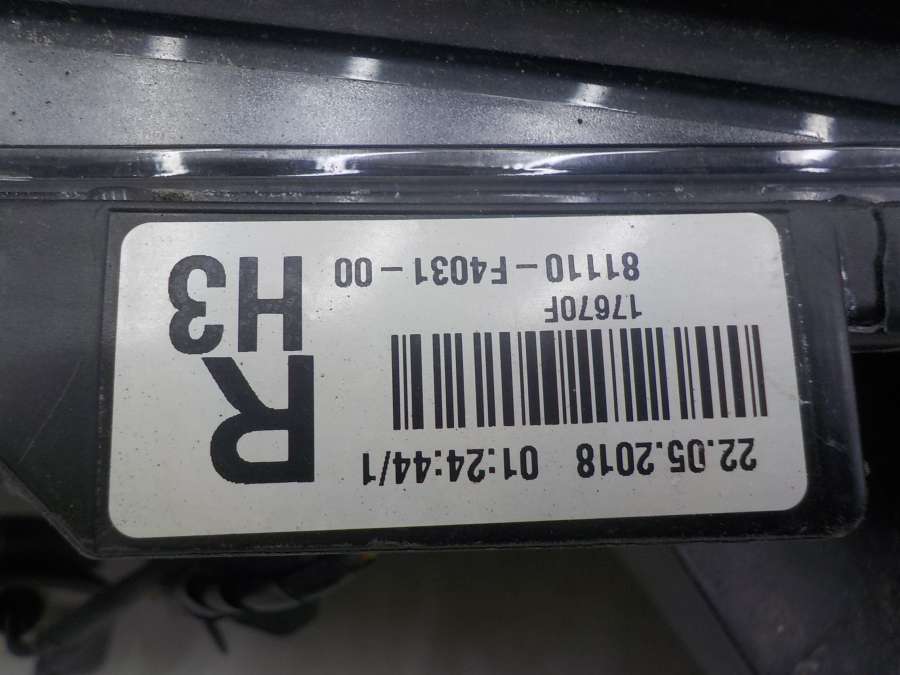 22.05.2018 01:24:44/1
17670F
81110-F4031-00
R
H3